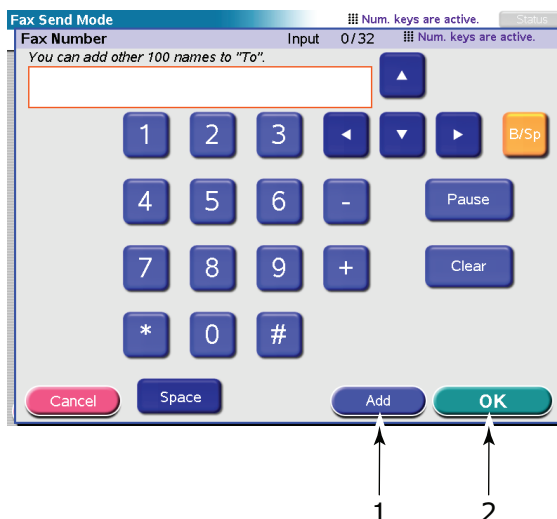 Fax Send Mode Num. keys are active. Status
Fax Number Input 0/32 Num. keys are active.
You can add other 100 names to "To".
1 2 3 B/Sp
4 5 6 - Pause
7 8 9 + Clear
* 0 #
Cancel Space Add OK
1 2